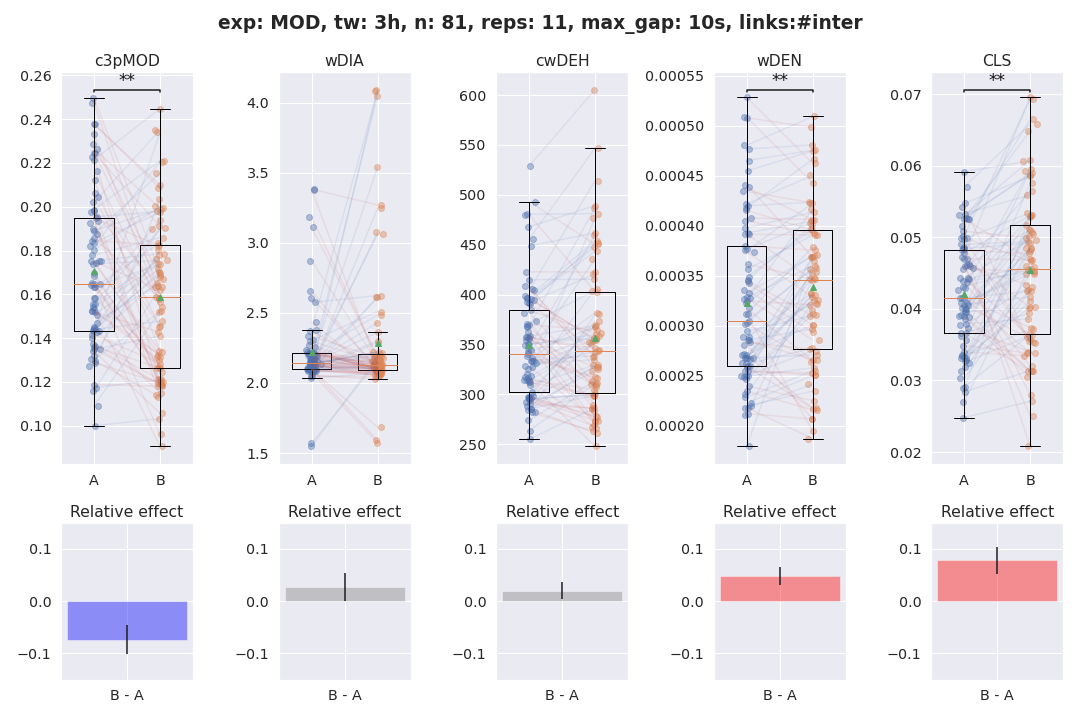 exp: MOD, tw: 3h, n: 81, reps: 11, max_gap: 10s, links:#inter
c3pMOD
wDIA
cwDEH
wDEN
CLS
0.26
0.24
0.22
0.20
0.18
0.16
0.14
0.12
0.10
**
A
B
4.0
3.5
3.0
2.5
2.0
1.5
A
B
600
550
500
450
400
350
300
250
A
B
0.00055
0.00050
0.00045
0.00040
0.00035
0.00030
0.00025
0.00020
**
A
B
0.07
0.06
0.05
0.04
0.03
0.02
**
A
B
Relative effect
0.1
0.0
−0.1
B - A
Relative effect
0.1
0.0
−0.1
B - A
Relative effect
0.1
0.0
−0.1
B - A
Relative effect
0.1
0.0
−0.1
B - A
Relative effect
0.1
0.0
−0.1
B - A